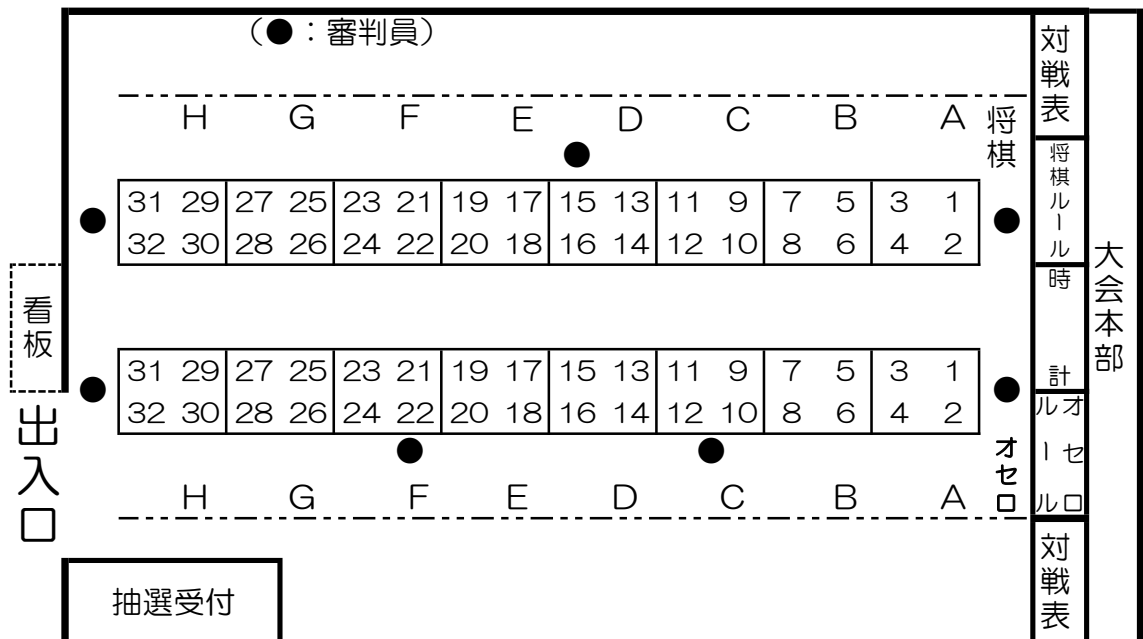 （●：審判員）
H G F E D C B A
将棋
31 29 27 25 23 21 19 17 15 13 11 9 7 5 3 1
32 30 28 26 24 22 20 18 16 14 12 10 8 6 4 2
31 29 27 25 23 21 19 17 15 13 11 9 7 5 3 1
32 30 28 26 24 22 20 18 16 14 12 10 8 6 4 2
オセロ
H G F E D C B A
対戦表
将棋ルール
時計
オセロ
ルール
対戦表
大会本部
看板
出入口
抽選受付